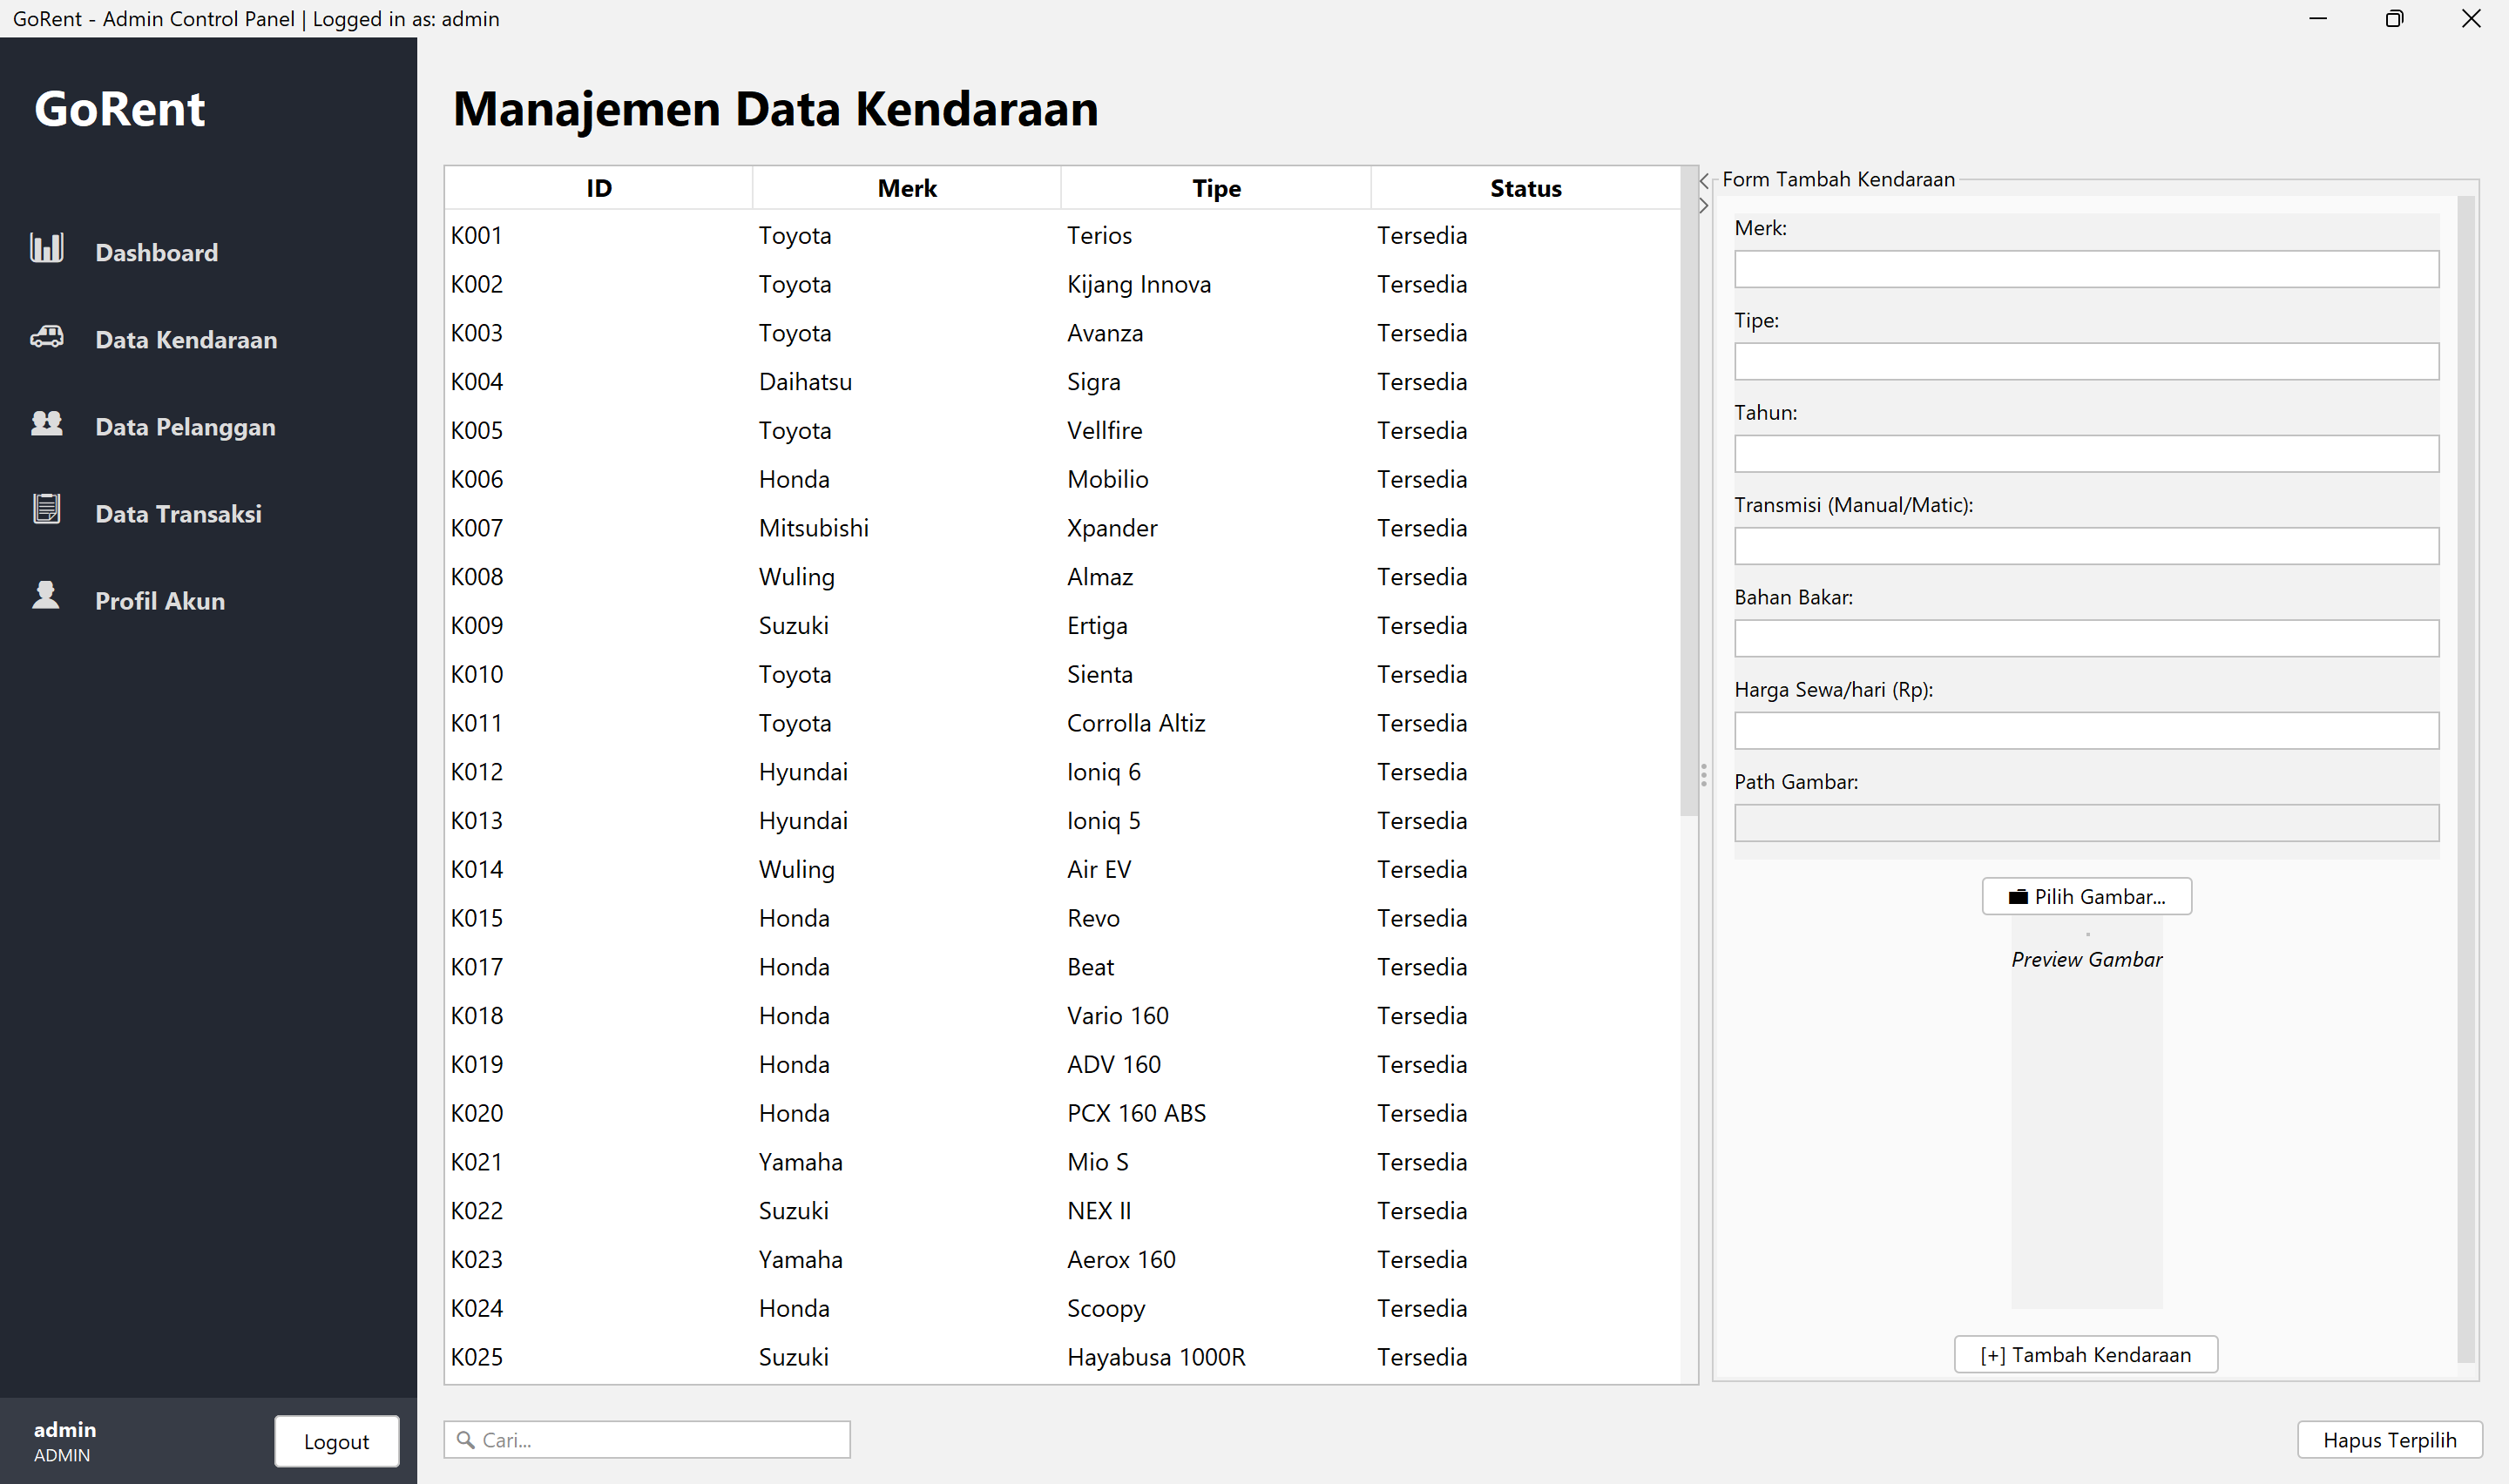 GoRent - Admin Control Panel | Logged in as: admin
GoRent
Dashboard
Data Kendaraan
Data Pelanggan
Data Transaksi
Profil Akun
admin
ADMIN
Logout
Manajemen Data Kendaraan
ID Merk Tipe Status
K001 Toyota Terios Tersedia
K002 Toyota Kijang Innova Tersedia
K003 Toyota Avanza Tersedia
K004 Daihatsu Sigra Tersedia
K005 Toyota Vellfire Tersedia
K006 Honda Mobilio Tersedia
K007 Mitsubishi Xpander Tersedia
K008 Wuling Almaz Tersedia
K009 Suzuki Ertiga Tersedia
K010 Toyota Sienta Tersedia
K011 Toyota Corrolla Altiz Tersedia
K012 Hyundai Ioniq 6 Tersedia
K013 Hyundai Ioniq 5 Tersedia
K014 Wuling Air EV Tersedia
K015 Honda Revo Tersedia
K017 Honda Beat Tersedia
K018 Honda Vario 160 Tersedia
K019 Honda ADV 160 Tersedia
K020 Honda PCX 160 ABS Tersedia
K021 Yamaha Mio S Tersedia
K022 Suzuki NEX II Tersedia
K023 Yamaha Aerox 160 Tersedia
K024 Honda Scoopy Tersedia
K025 Suzuki Hayabusa 1000R Tersedia
Cari...
Form Tambah Kendaraan
Merk:
Tipe:
Tahun:
Transmisi (Manual/Matic):
Bahan Bakar:
Harga Sewa/hari (Rp):
Path Gambar:
Pilih Gambar...
Preview Gambar
[+] Tambah Kendaraan
Hapus Terpilih